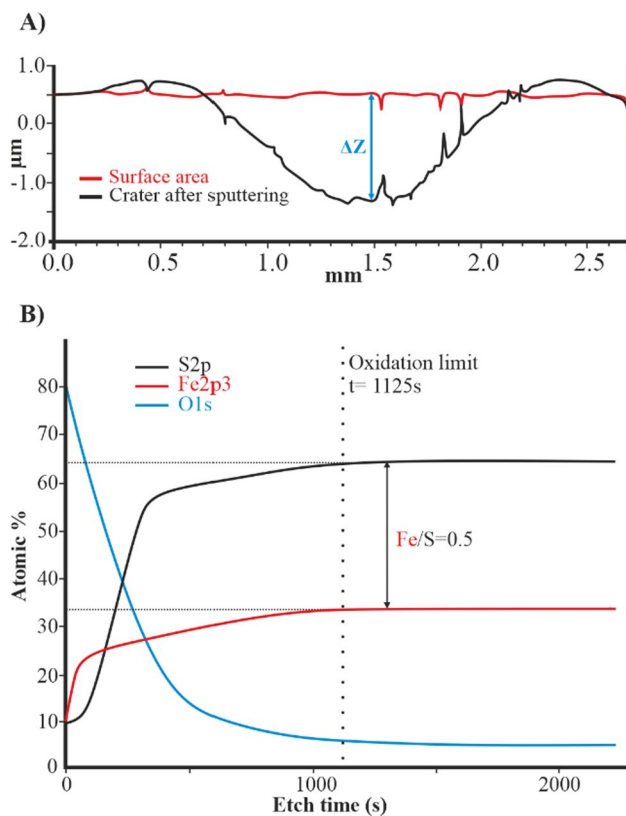 A)
1.0
0.0
-1.0
-2.0
μm
ΔZ
Surface area
Crater after sputtering
0.0
0.5
1.0
1.5
2.0
2.5
mm
B)
S2p
Fe2p3
O1s
Oxidation limit
t= 1125s
80
70
60
50
40
30
20
10
0
Atomic %
Fe/S=0.5
0
1000
2000
Etch time (s)